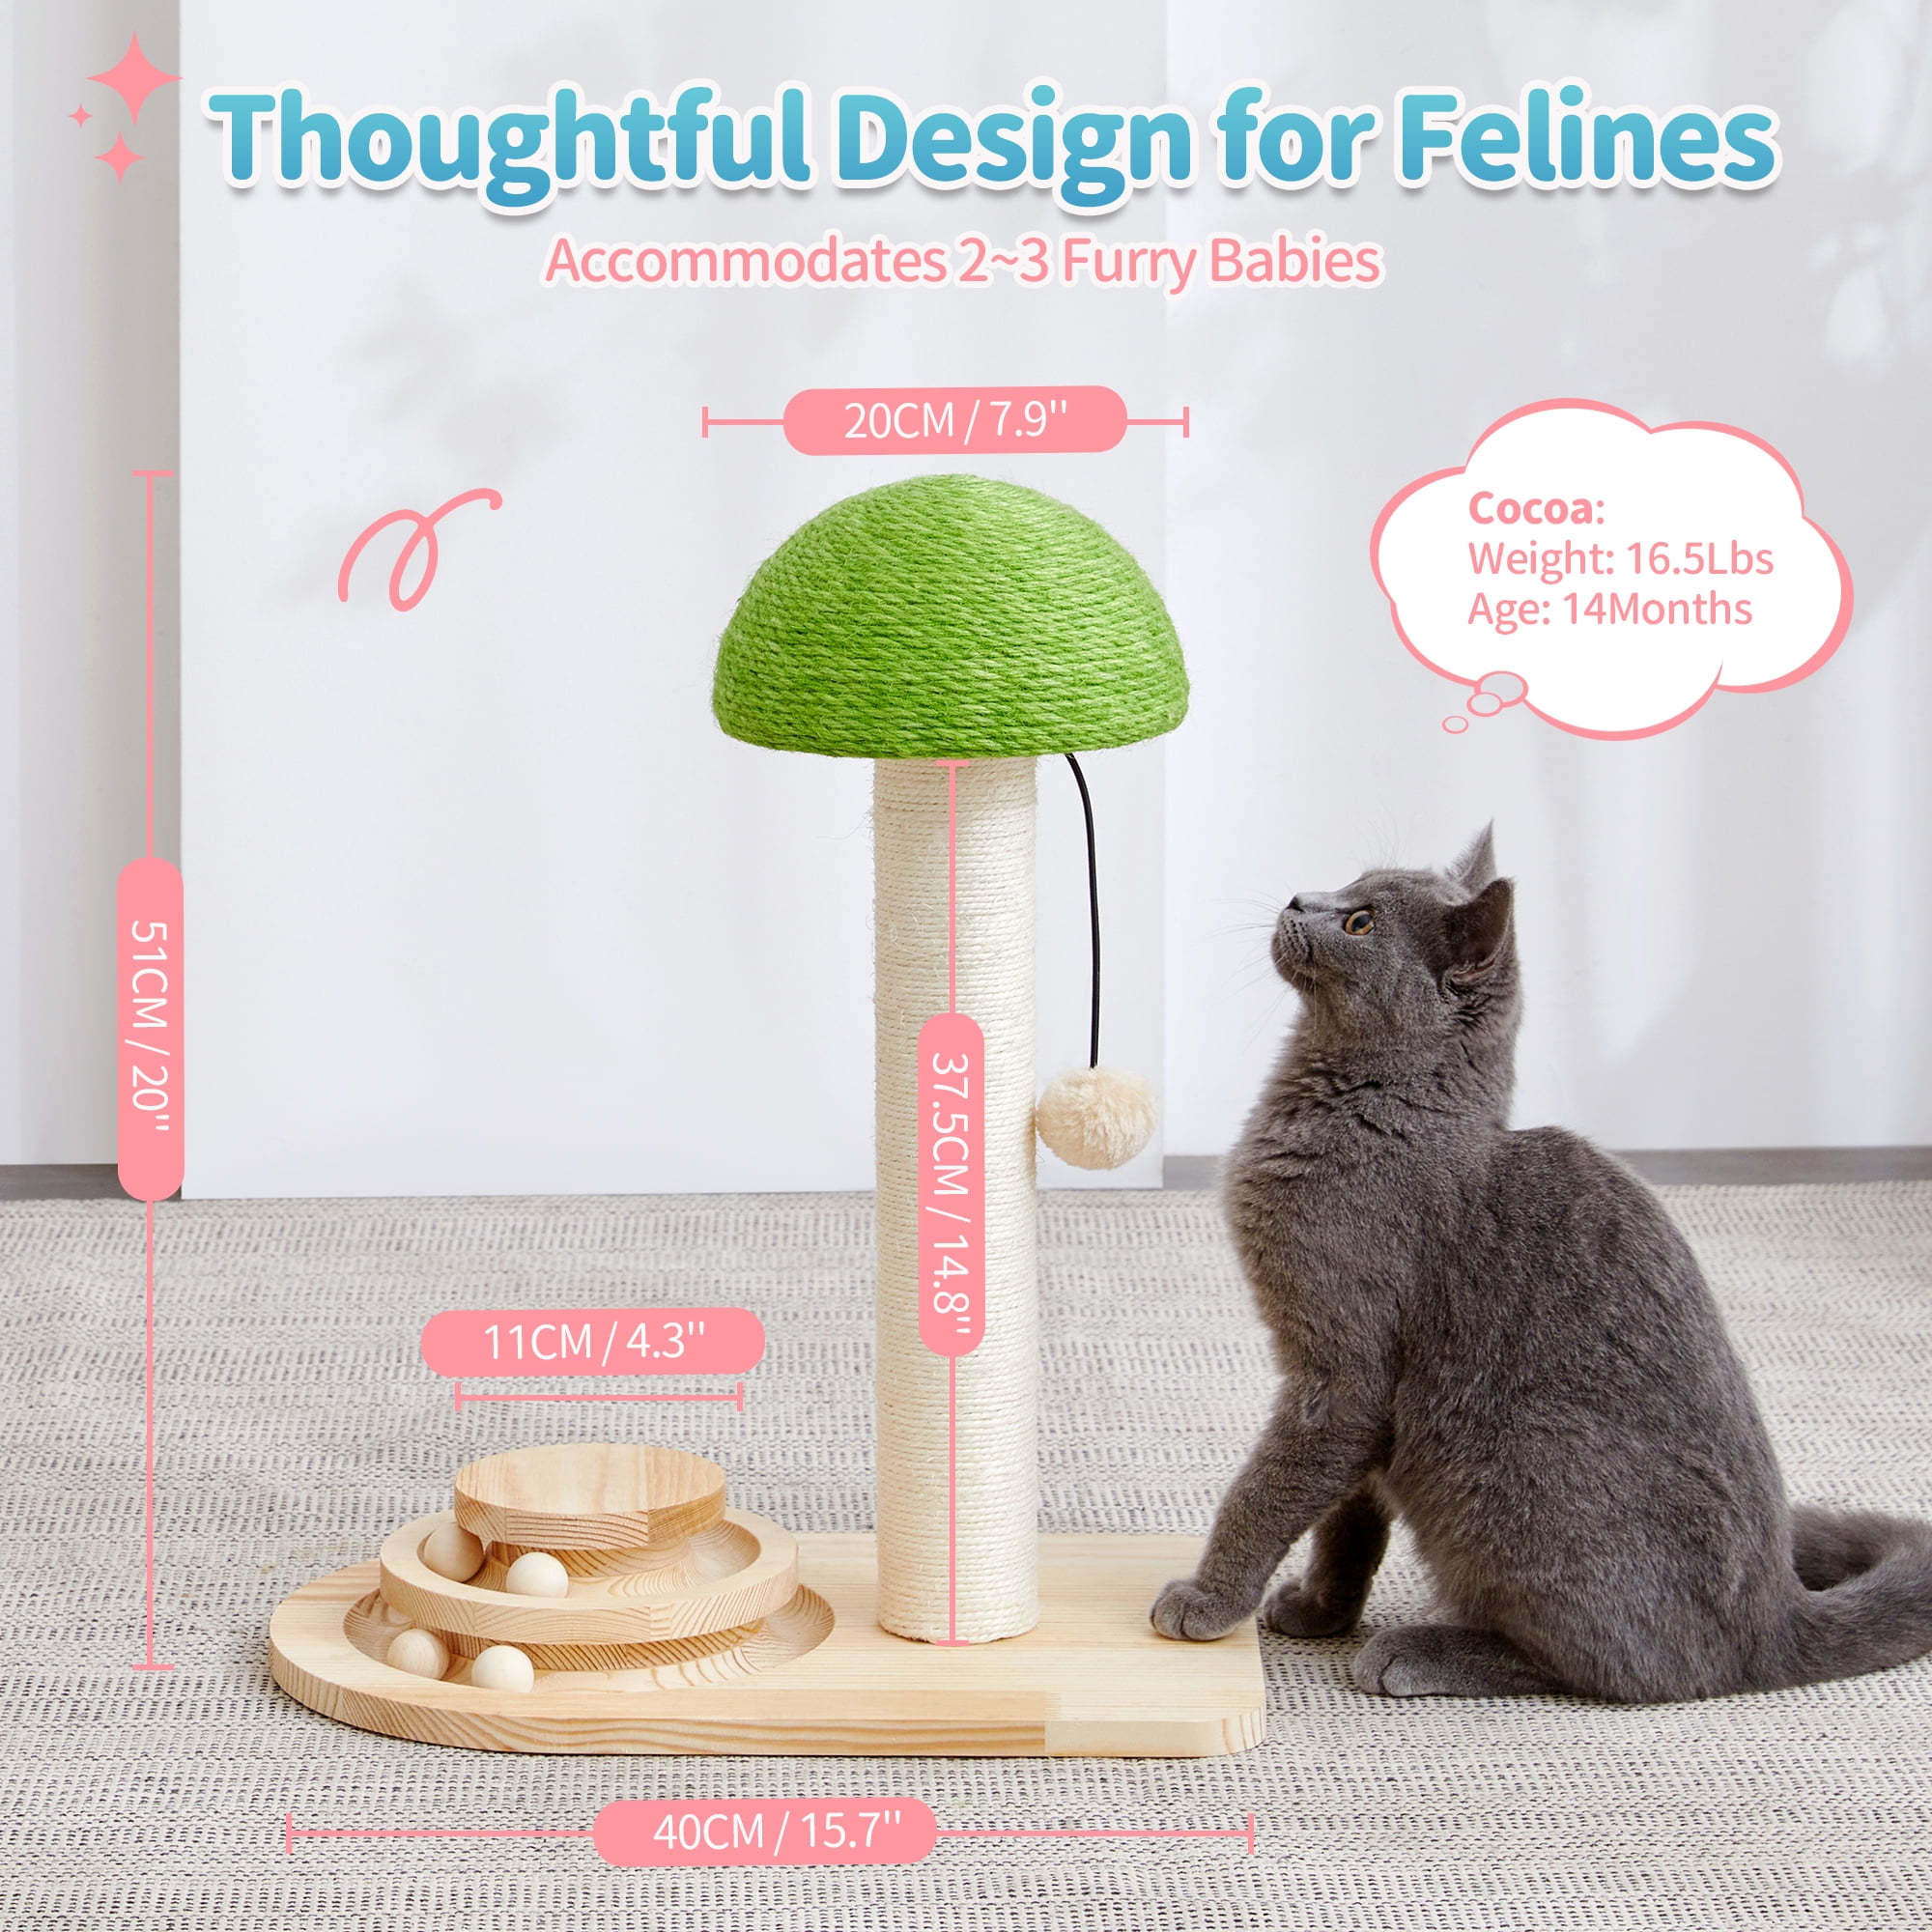 Thoughtful Design for Felines
Accommodates 2~3 Furry Babies
20CM / 7.9''
Cocoa:
Weight: 16.5Lbs
Age: 14Months
51CM / 20''
37.5CM / 14.8''
11CM / 4.3''
40CM / 15.7''